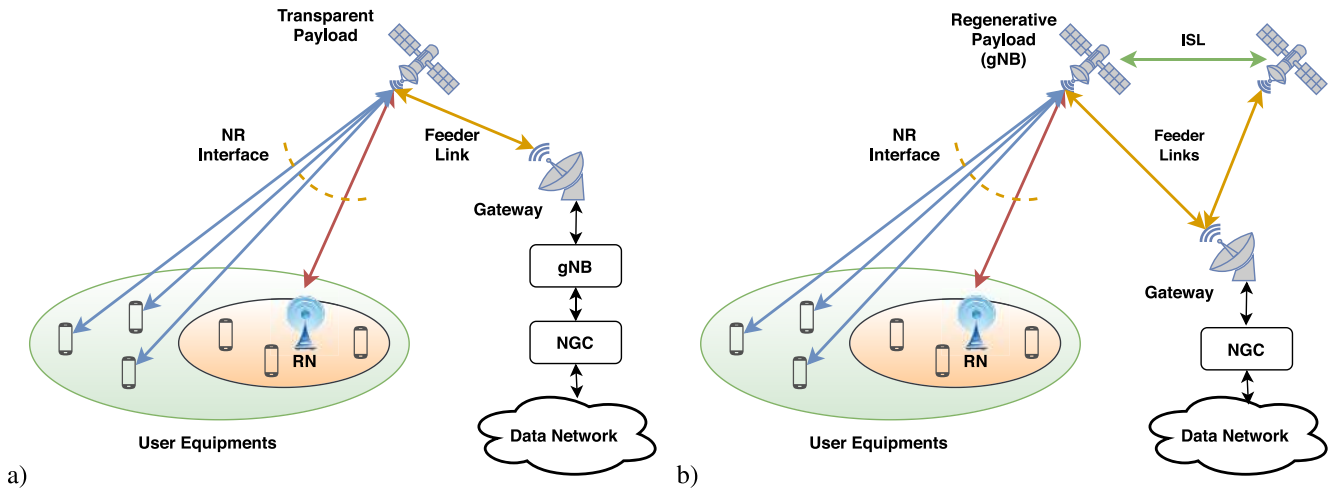 Transparent
Payload
NR
Interface
Feeder
Link
Gateway
gNB
RN
NGC
User Equipments
Data Network
a)
Regenerative
Payload
(gNB)
ISL
NR
Interface
Feeder
Links
Gateway
RN
NGC
User Equipments
Data Network
b)